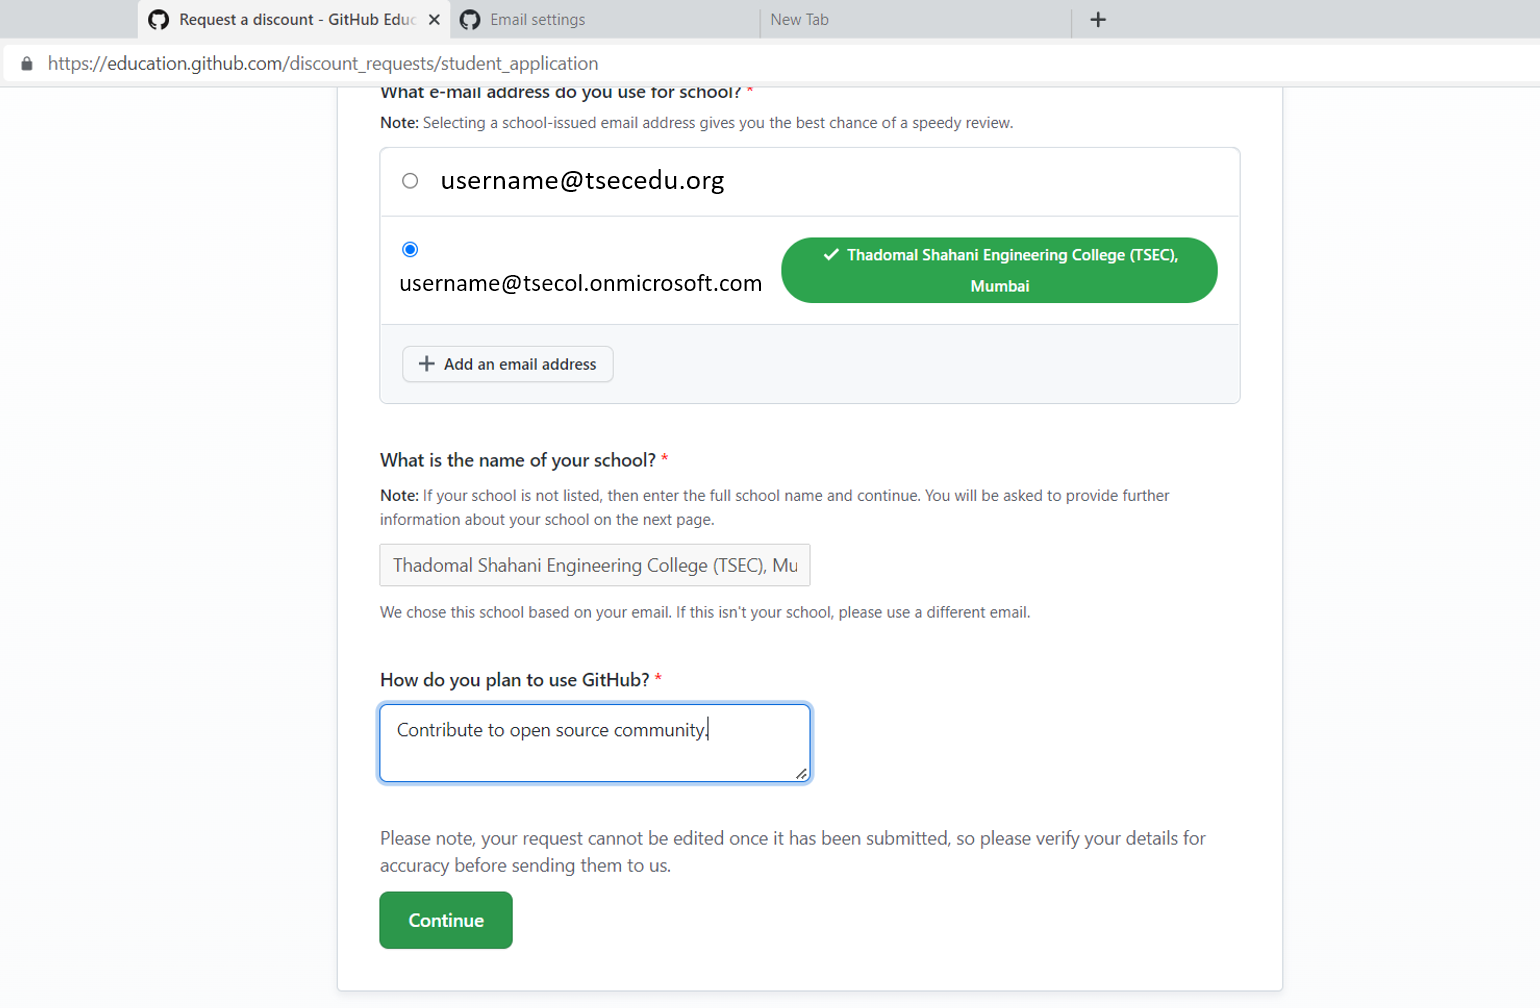 Request a discount - GitHub Educ
Email settings
New Tab
https://education.github.com/discount_requests/student_application
What e-mail address do you use for school? *
Note: Selecting a school-issued email address gives you the best chance of a speedy review.
username@tsecedu.org
username@tsecol.onmicrosoft.com
Thadomal Shahani Engineering College (TSEC),
Mumbai
Add an email address
What is the name of your school? *
Note: If your school is not listed, then enter the full school name and continue. You will be asked to provide further
information about your school on the next page.
Thadomal Shahani Engineering College (TSEC), Mu
We chose this school based on your email. If this isn't your school, please use a different email.
How do you plan to use GitHub? *
Contribute to open source community.
Please note, your request cannot be edited once it has been submitted, so please verify your details for
accuracy before sending them to us.
Continue